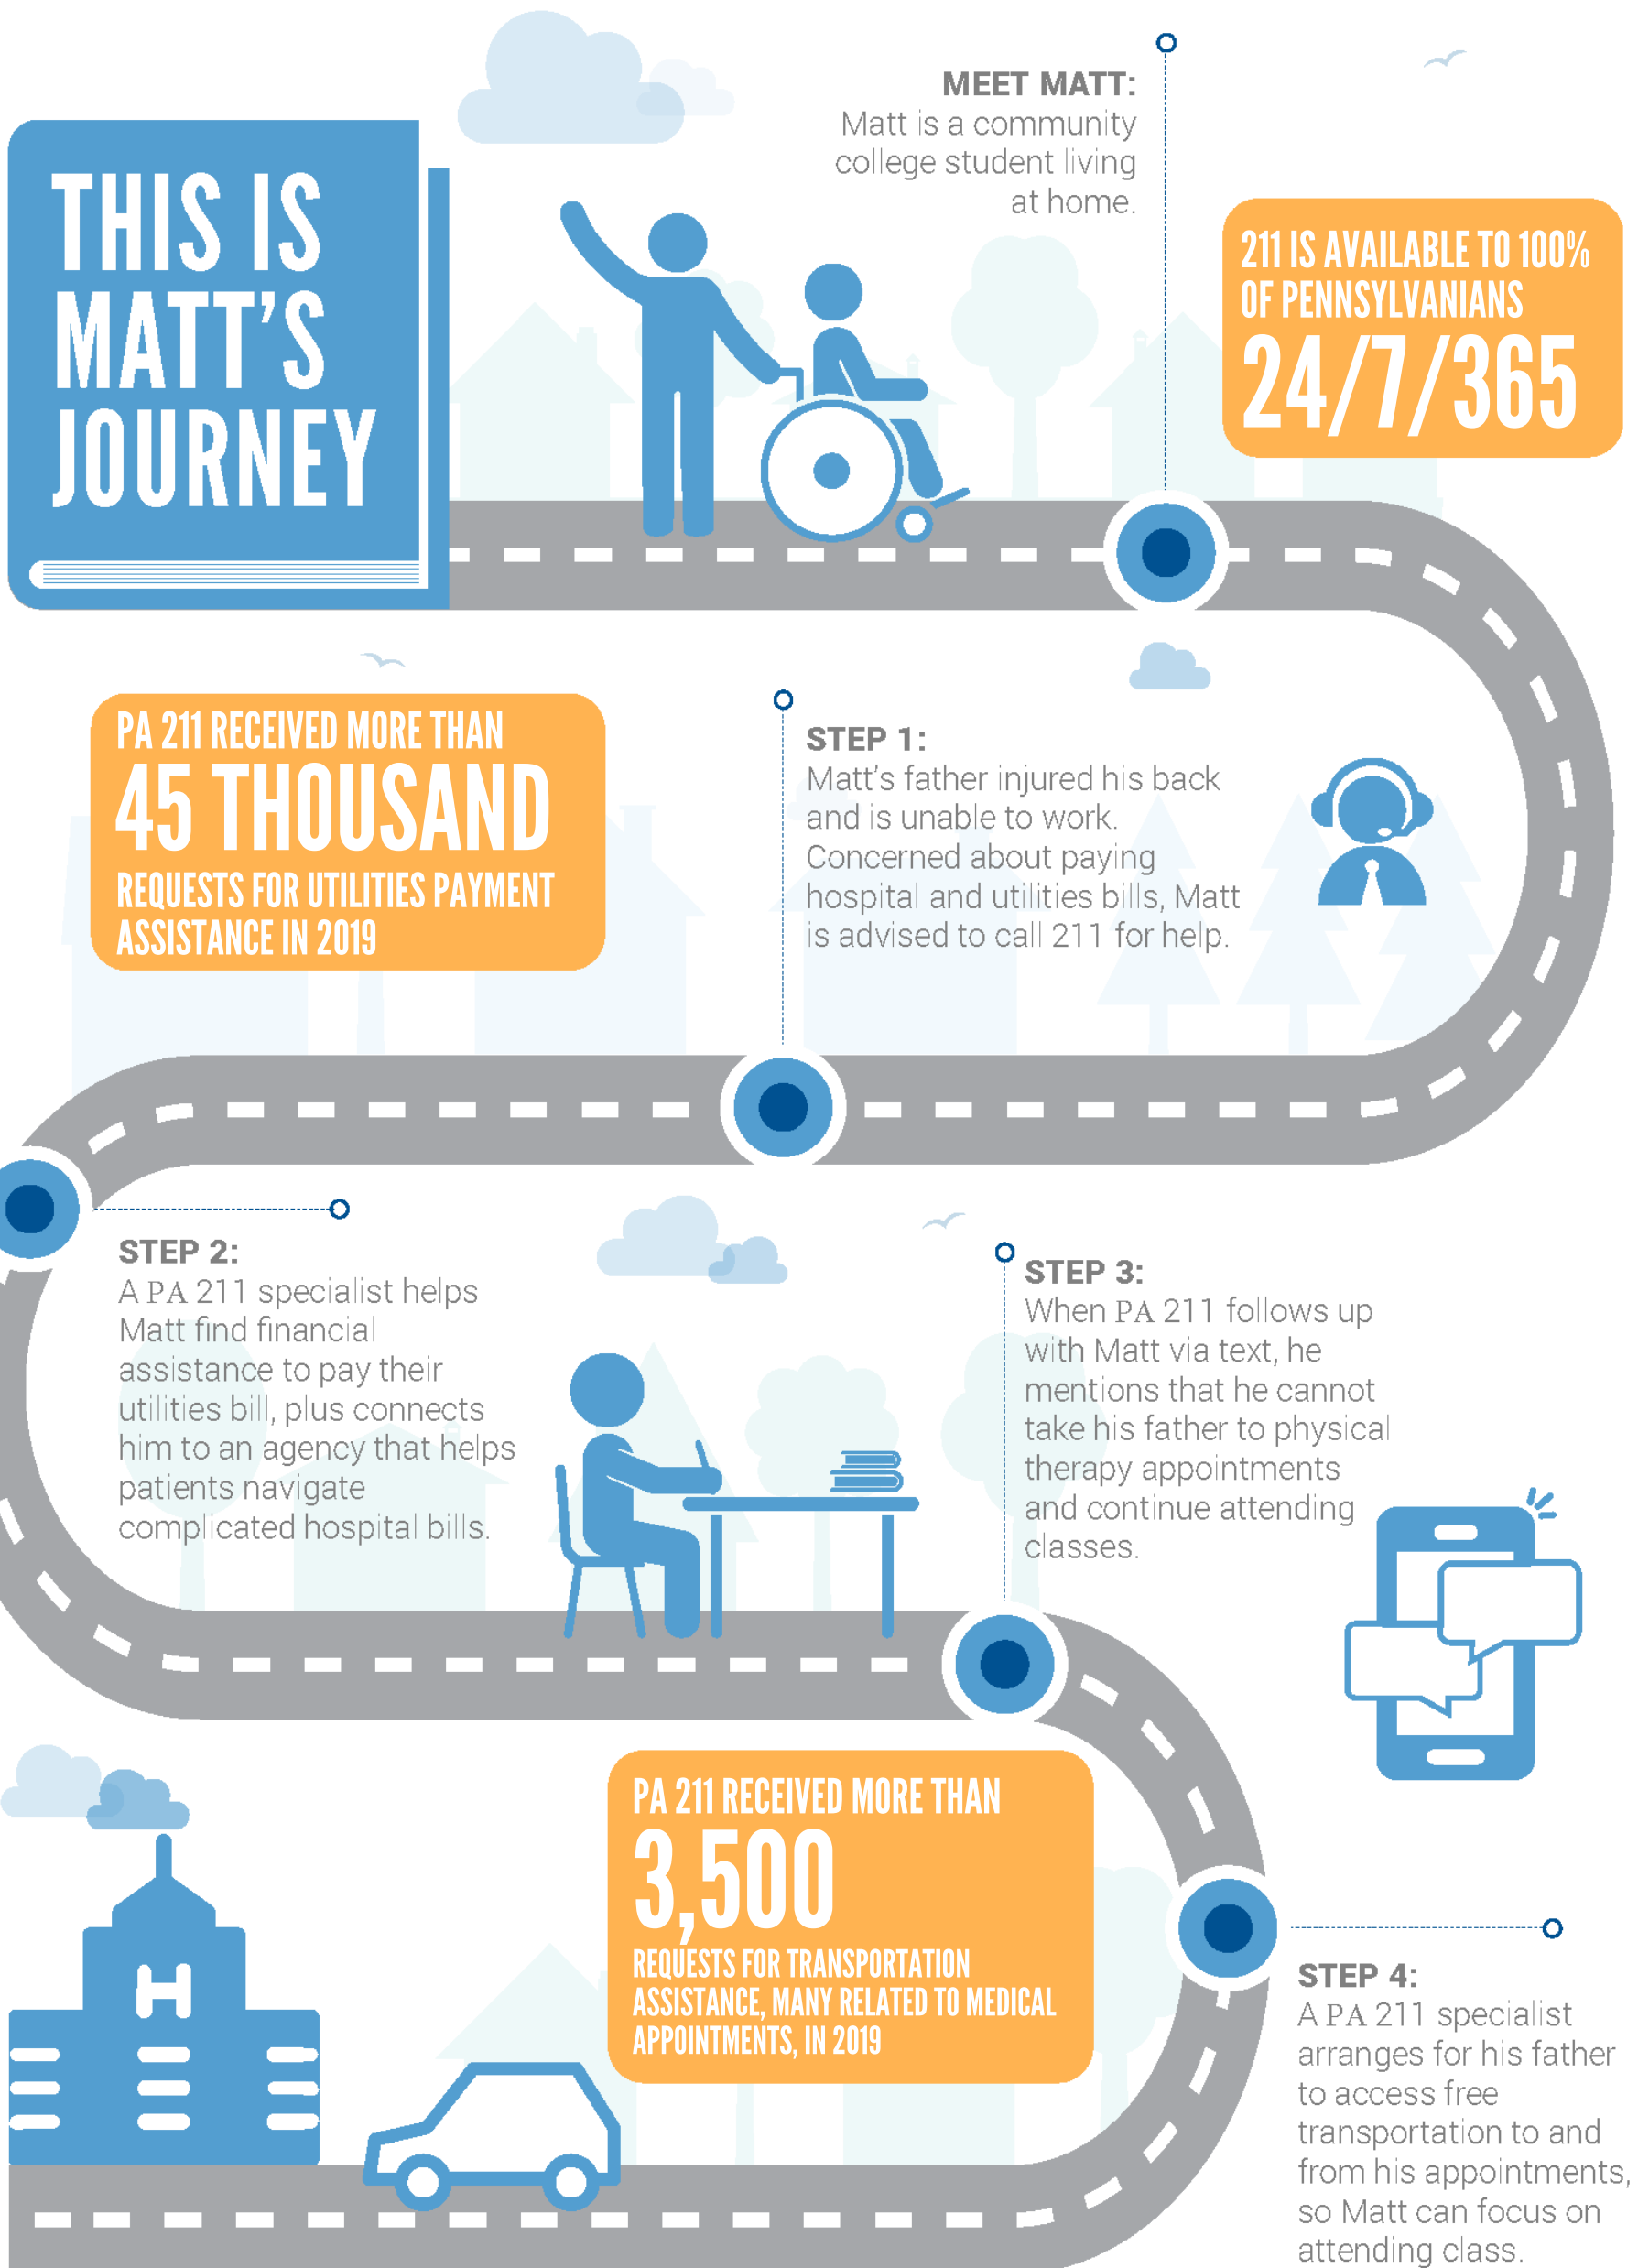 THIS IS
MATT'S
JOURNEY
MEET MATT:
Matt is a community
college student living
at home.
211 IS AVAILABLE TO 100%
OF PENNSYLVANIANS
24/7/365
PA 211 RECEIVED MORE THAN
45 THOUSAND
REQUESTS FOR UTILITIES PAYMENT
ASSISTANCE IN 2019
STEP 1:
Matt's father injured his back
and is unable to work.
Concerned about paying
hospital and utilities bills, Matt
is advised to call 211 for help.
STEP 2:
A PA 211 specialist helps
Matt find financial
assistance to pay their
utilities bill, plus connects
him to an agency that helps
patients navigate
complicated hospital bills.
STEP 3:
When PA 211 follows up
with Matt via text, he
mentions that he cannot
take his father to physical
therapy appointments
and continue attending
classes.
PA 211 RECEIVED MORE THAN
3,500
REQUESTS FOR TRANSPORTATION
ASSISTANCE, MANY RELATED TO MEDICAL
APPOINTMENTS, IN 2019
H
STEP 4:
A PA 211 specialist
arranges for his father
to access free
transportation to and
from his appointments,
so Matt can focus on
attending class.